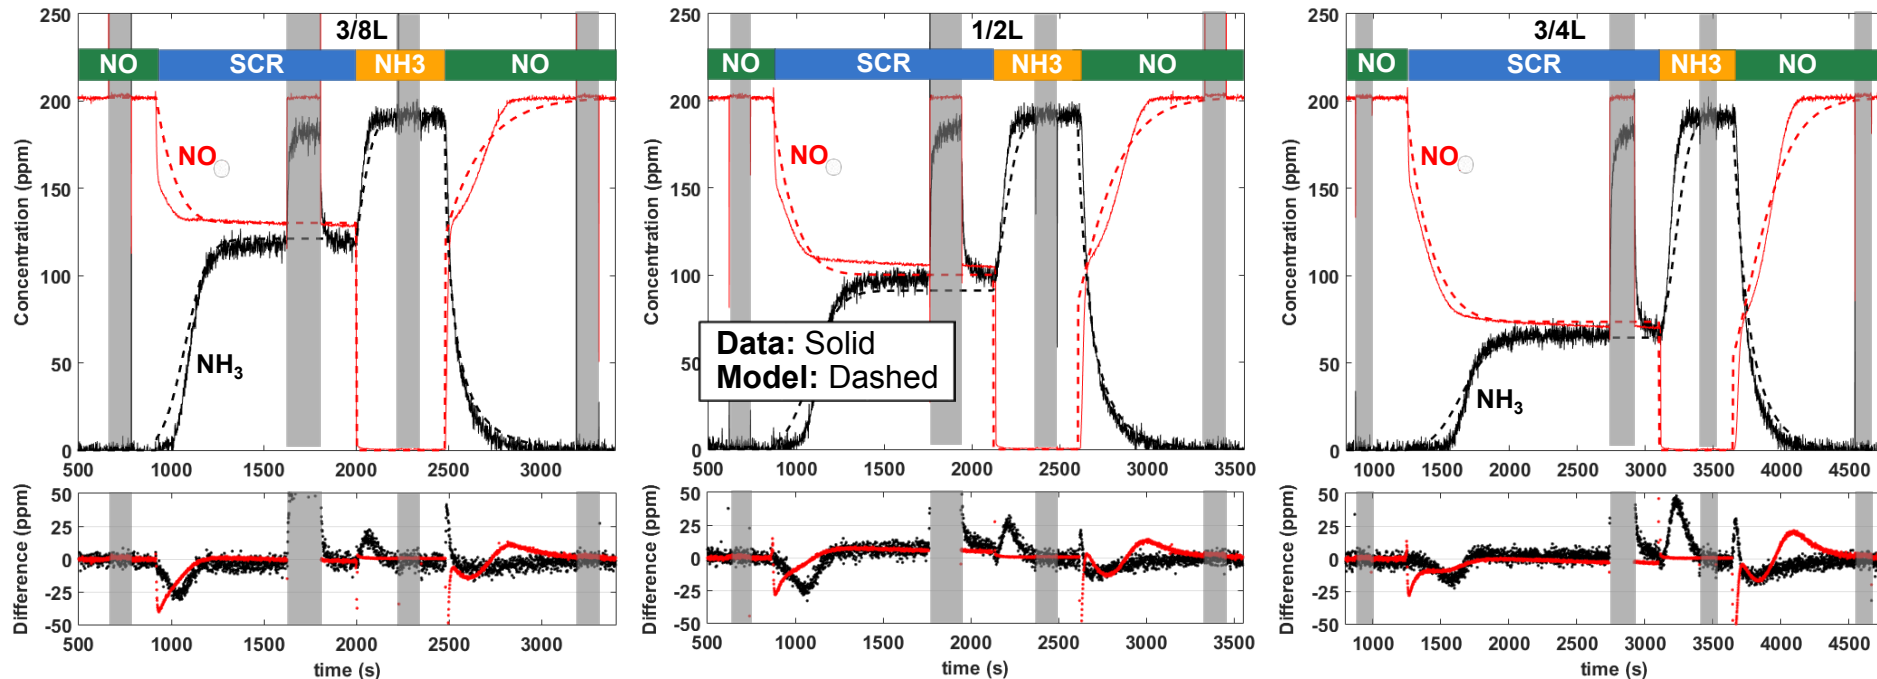 3/8L
NO SCR NH3 NO
250
200
150
100
50
0
Concentration (ppm)
NO
NH₃
500 1000 1500 2000 2500 3000
50
25
0
-25
-50
Difference (ppm)
500 1000 1500 2000 2500 3000
time (s)
1/2L
NO SCR NH3 NO
250
200
150
100
50
0
Concentration (ppm)
NO
Data: Solid
Model: Dashed
500 1000 1500 2000 2500 3000 3500
50
25
0
-25
-50
Difference (ppm)
500 1000 1500 2000 2500 3000 3500
time (s)
3/4L
NO SCR NH3 NO
250
200
150
100
50
0
Concentration (ppm)
NO
NH₃
1000 1500 2000 2500 3000 3500 4000 4500
50
25
0
-25
-50
Difference (ppm)
1000 1500 2000 2500 3000 3500 4000 4500
time (s)